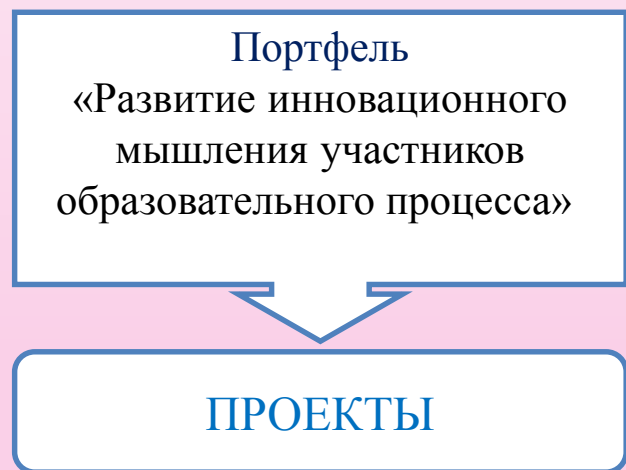 Портфель
«Развитие инновационного
мышления участников
образовательного процесса»
ПРОЕКТЫ